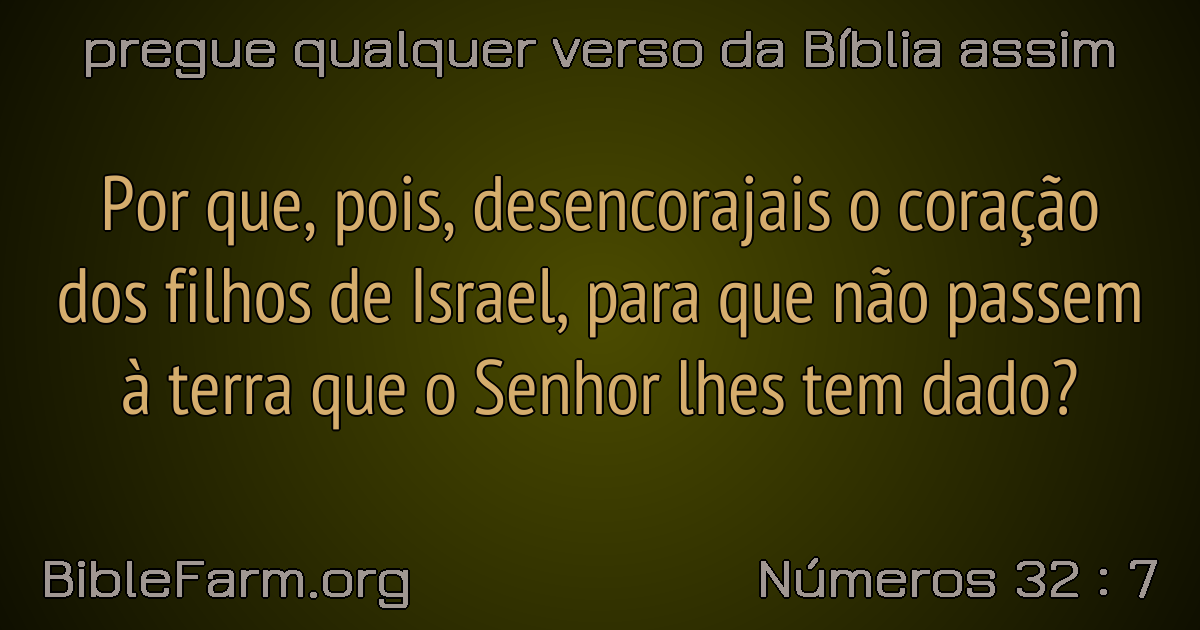 pregue qualquer verso da Bíblia assim
Por que, pois, desencorajais o coração
dos filhos de Israel, para que não passem
à terra que o Senhor lhes tem dado?
BibleFarm.org
Números 32 : 7